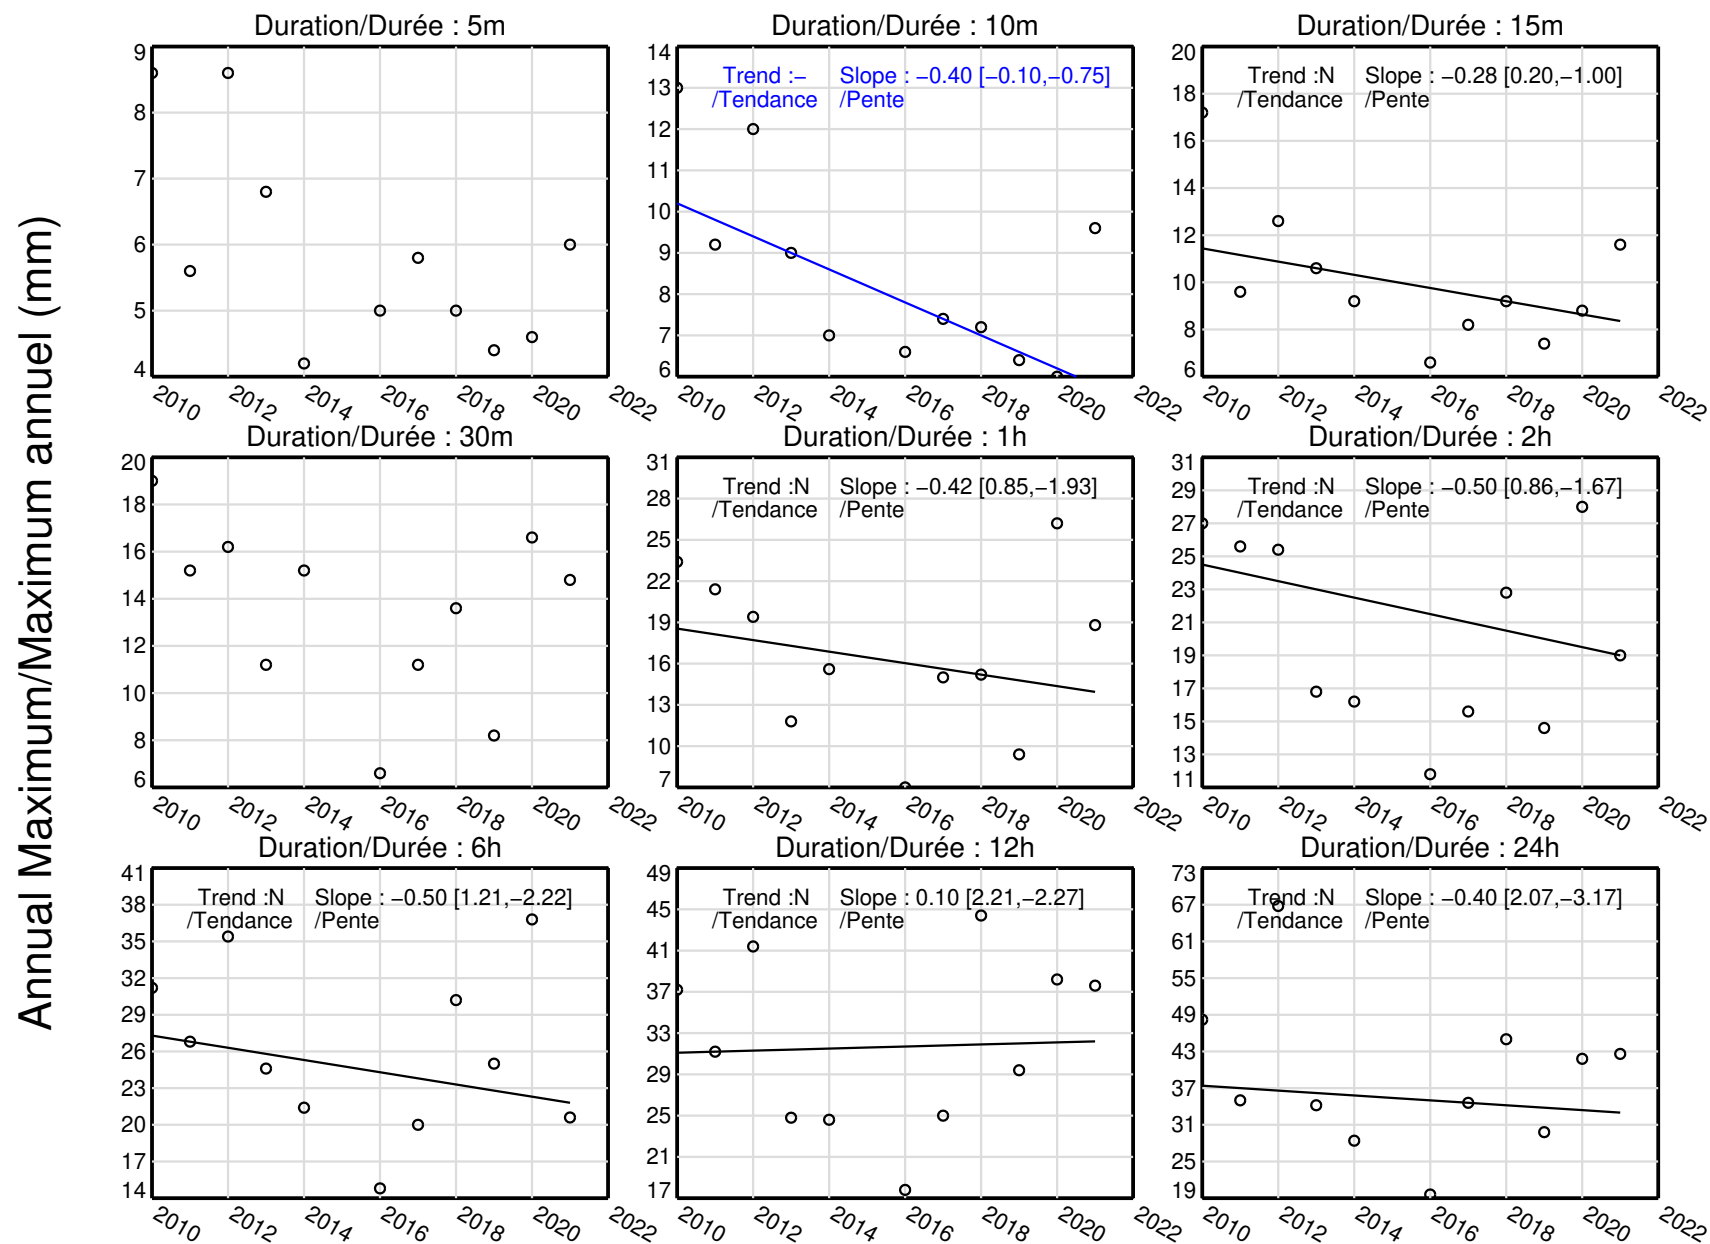 Annual Maximum/Maximum annuel (mm)
Duration/Durée : 5m
9
8
7
6
5
4
2010 2012 2014 2016 2018 2020 2022
Duration/Durée : 10m
Trend :− Slope : −0.40 [−0.10,−0.75]
/Tendance /Pente
14
13
12
11
10
9
8
7
6
2010 2012 2014 2016 2018 2020 2022
Duration/Durée : 15m
Trend :N Slope : −0.28 [0.20,−1.00]
/Tendance /Pente
20
18
16
14
12
10
8
6
2010 2012 2014 2016 2018 2020 2022
Duration/Durée : 30m
20
18
16
14
12
10
8
6
2010 2012 2014 2016 2018 2020 2022
Duration/Durée : 1h
Trend :N Slope : −0.42 [0.85,−1.93]
/Tendance /Pente
31
28
25
22
19
16
13
10
7
2010 2012 2014 2016 2018 2020 2022
Duration/Durée : 2h
Trend :N Slope : −0.50 [0.86,−1.67]
/Tendance /Pente
31
29
27
25
23
21
19
17
15
13
11
2010 2012 2014 2016 2018 2020 2022
Duration/Durée : 6h
Trend :N Slope : −0.50 [1.21,−2.22]
/Tendance /Pente
41
38
35
32
29
26
23
20
17
14
2010 2012 2014 2016 2018 2020 2022
Duration/Durée : 12h
Trend :N Slope : 0.10 [2.21,−2.27]
/Tendance /Pente
49
45
41
37
33
29
25
21
17
2010 2012 2014 2016 2018 2020 2022
Duration/Durée : 24h
Trend :N Slope : −0.40 [2.07,−3.17]
/Tendance /Pente
73
67
61
55
49
43
37
31
25
19
2010 2012 2014 2016 2018 2020 2022